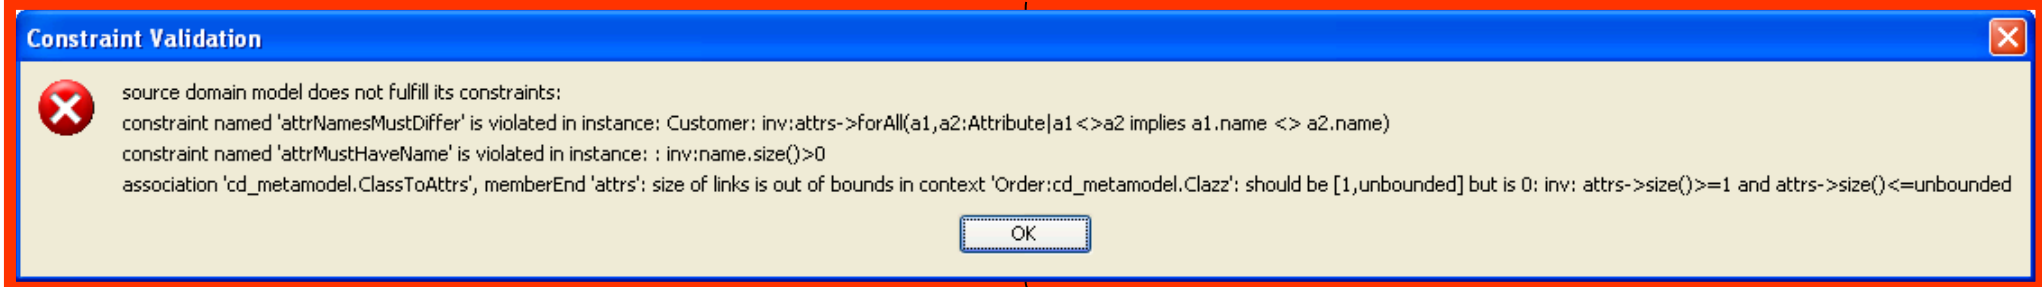 Constraint Validation
source domain model does not fulfill its constraints:
constraint named 'attrNamesMustDiffer' is violated in instance: Customer: inv:attrs->forAll(a1,a2:Attribute|a1<>a2 implies a1.name <> a2.name)
constraint named 'attrMustHaveName' is violated in instance: : inv:name.size()>0
association 'cd_metamodel.ClassToAttrs', memberEnd 'attrs': size of links is out of bounds in context 'Order:cd_metamodel.Clazz': should be [1,unbounded] but is 0: inv: attrs->size()>=1 and attrs->size()<=unbounded
OK